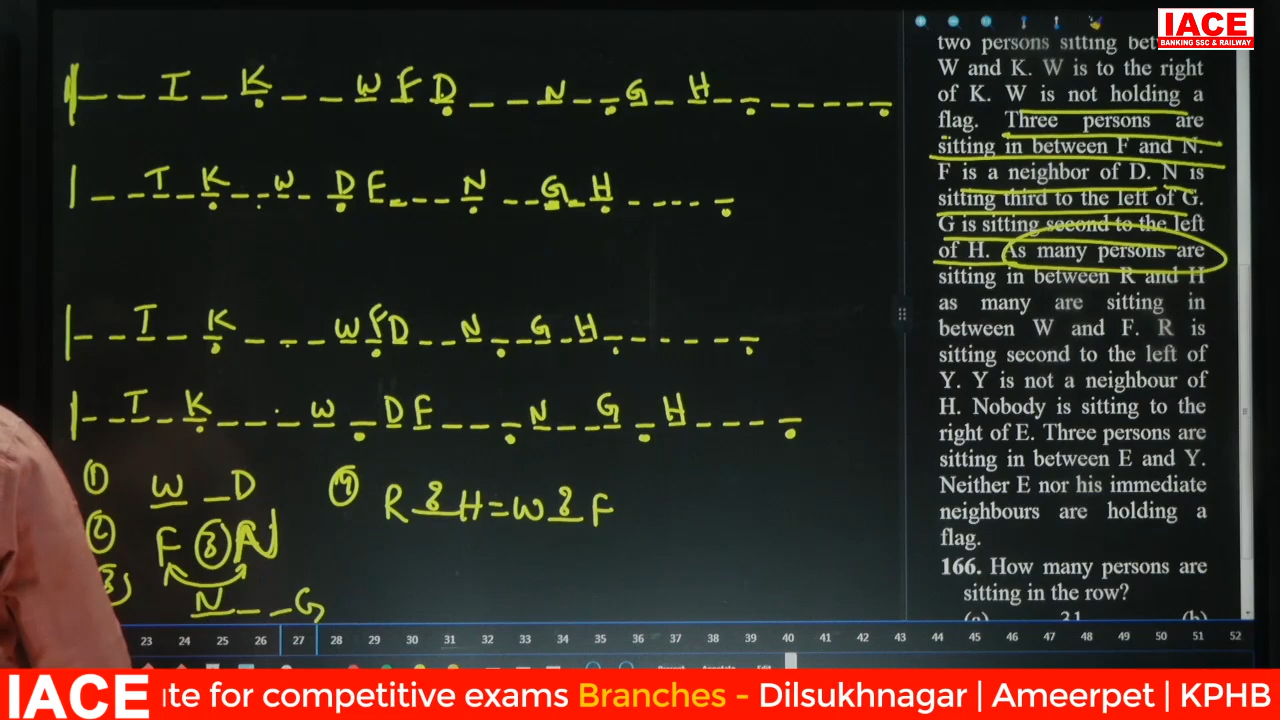 IACE
BANKING SSC & RAILWAY
T K W F D N G H
T K W D F N G H
T K W F D N G H
T K W D F N G H
① W _ D
② F ⑧ N
N _ _ G
④ R 8 H = W 8 F
two persons sitting
W and K. W is to the right
of K. W is not holding a
flag. Three persons are
sitting in between F and N.
F is a neighbor of D. N is
sitting third to the left of G.
G is sitting second to the left
of H. As many persons are
sitting in between R and H
as many are sitting in
between W and F. R is
sitting second to the left of
Y. Y is not a neighbour of
H. Nobody is sitting to the
right of E. Three persons are
sitting in between E and Y.
Neither E nor his immediate
neighbours are holding a
flag.
166. How many persons are
sitting in the row?
23 24 25 26 27 28 29 30 31 32 33 34 35 36 37 38 39 40 41 42 43 44 45 46 47 48 49 50 51 52
IACE
for competitive exams Branches - Dilsukhnagar | Ameerpet | KPHB